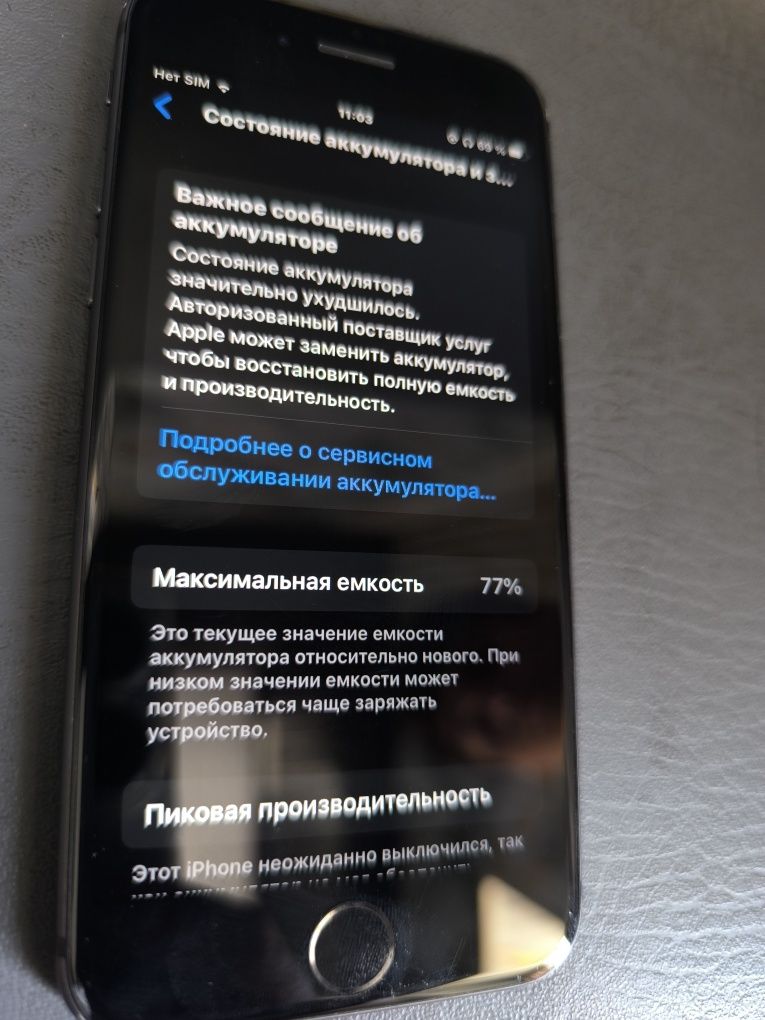 Нет SIM
11:03
69 %
Состояние аккумулятора и з...
Важное сообщение об
аккумуляторе
Состояние аккумулятора
значительно ухудшилось.
Авторизованный поставщик услуг
Apple может заменить аккумулятор,
чтобы восстановить полную емкость
и производительность.
Подробнее о сервисном
обслуживании аккумулятора...
Максимальная емкость 77%
Это текущее значение емкости
аккумулятора относительно нового. При
низком значении емкости может
потребоваться чаще заряжать
устройство.
Пиковая производительность
Этот iPhone неожиданно выключился, так